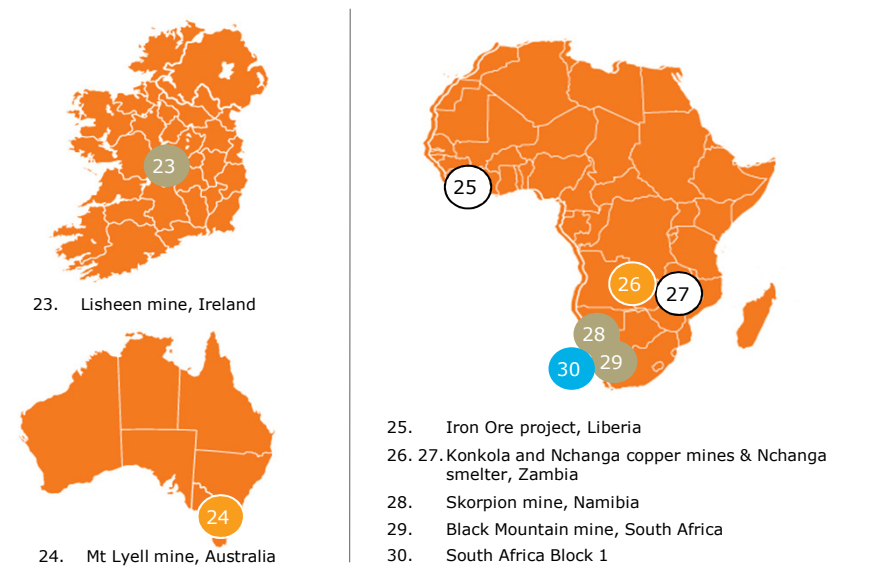 23
23. Lisheen mine, Ireland
24
24. Mt Lyell mine, Australia
25
26
27
28
29
30
25. Iron Ore project, Liberia
26. 27. Konkola and Nchanga copper mines & Nchanga
smelter, Zambia
28. Skorpion mine, Namibia
29. Black Mountain mine, South Africa
30. South Africa Block 1